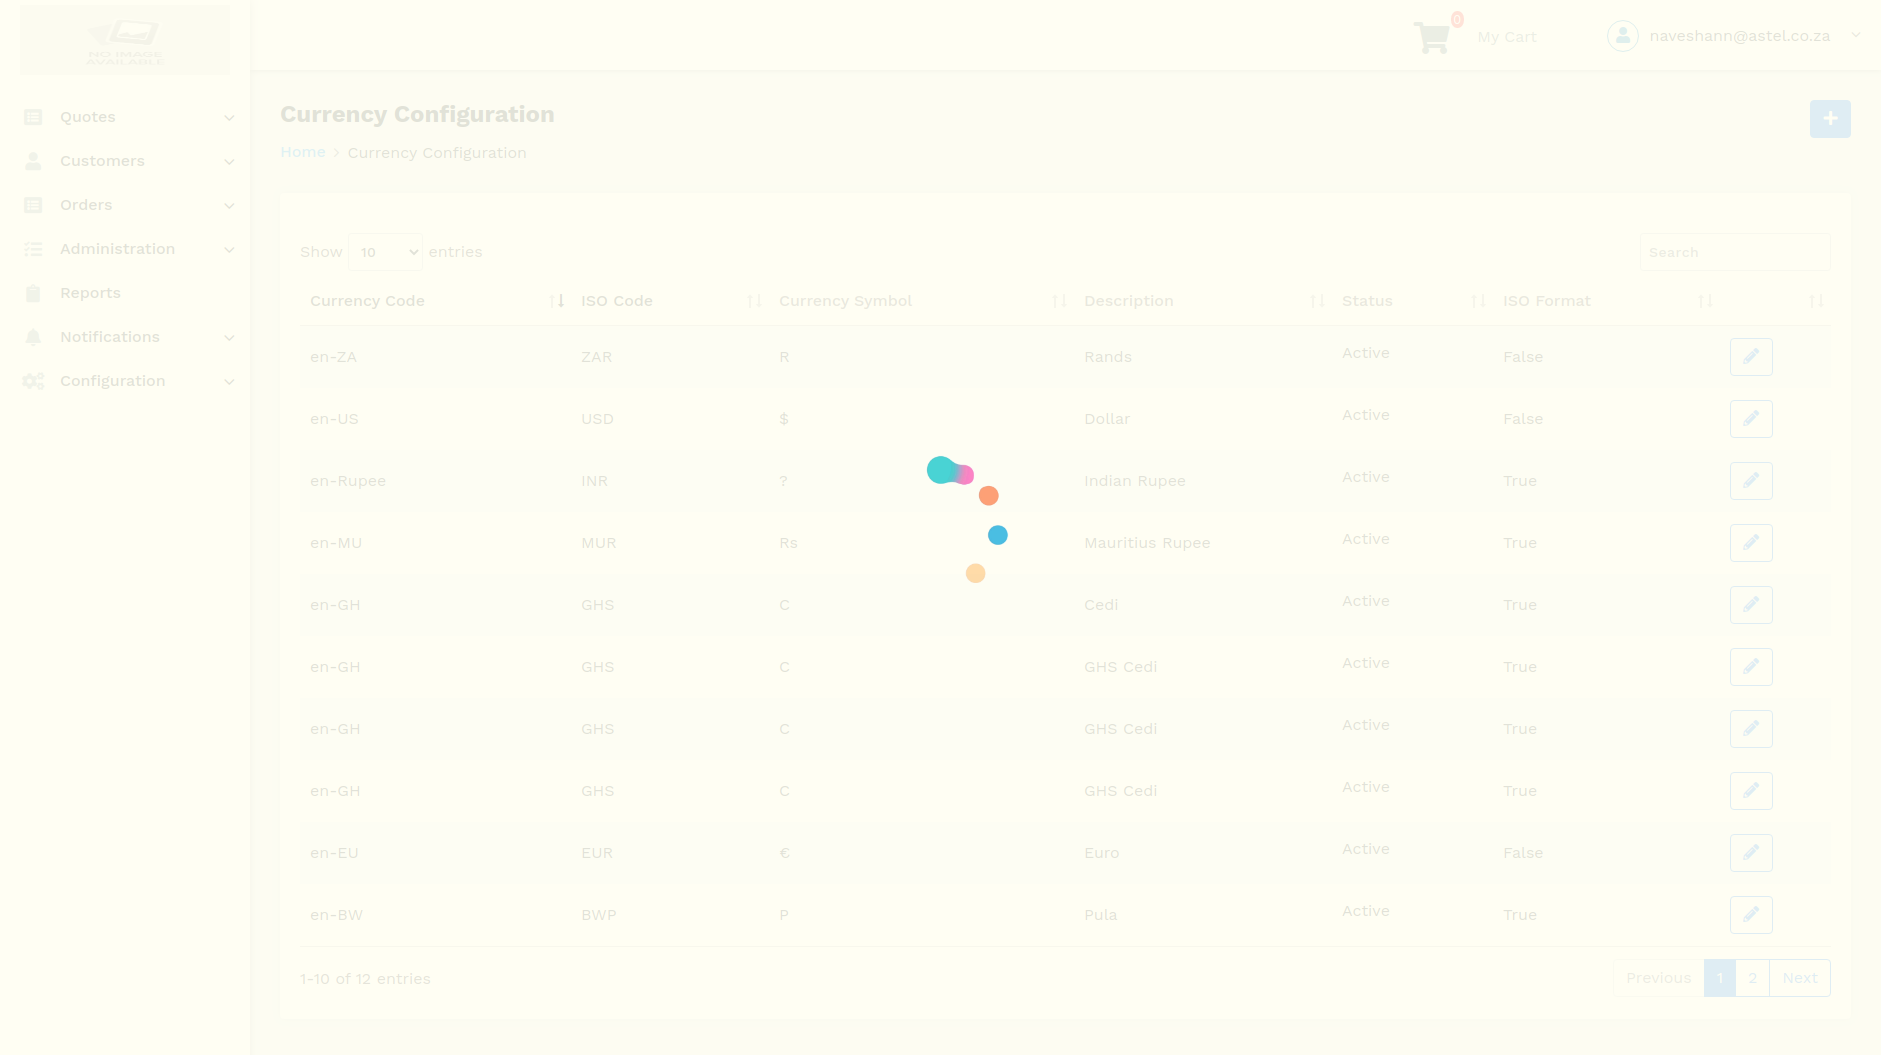 NO IMAGE
AVAILABLE
0
My Cart
naveshann@astel.co.za
Quotes
Customers
Orders
Administration
Reports
Notifications
Configuration
Currency Configuration
Home > Currency Configuration
Show 10 entries
Search
Currency Code ISO Code Currency Symbol Description Status ISO Format
en-ZA ZAR R Rands Active False
en-US USD $ Dollar Active False
en-Rupee INR ? Indian Rupee Active True
en-MU MUR Rs Mauritius Rupee Active True
en-GH GHS C Cedi Active True
en-GH GHS C GHS Cedi Active True
en-GH GHS C GHS Cedi Active True
en-GH GHS C GHS Cedi Active True
en-EU EUR € Euro Active False
en-BW BWP P Pula Active True
1-10 of 12 entries
Previous 1 2 Next